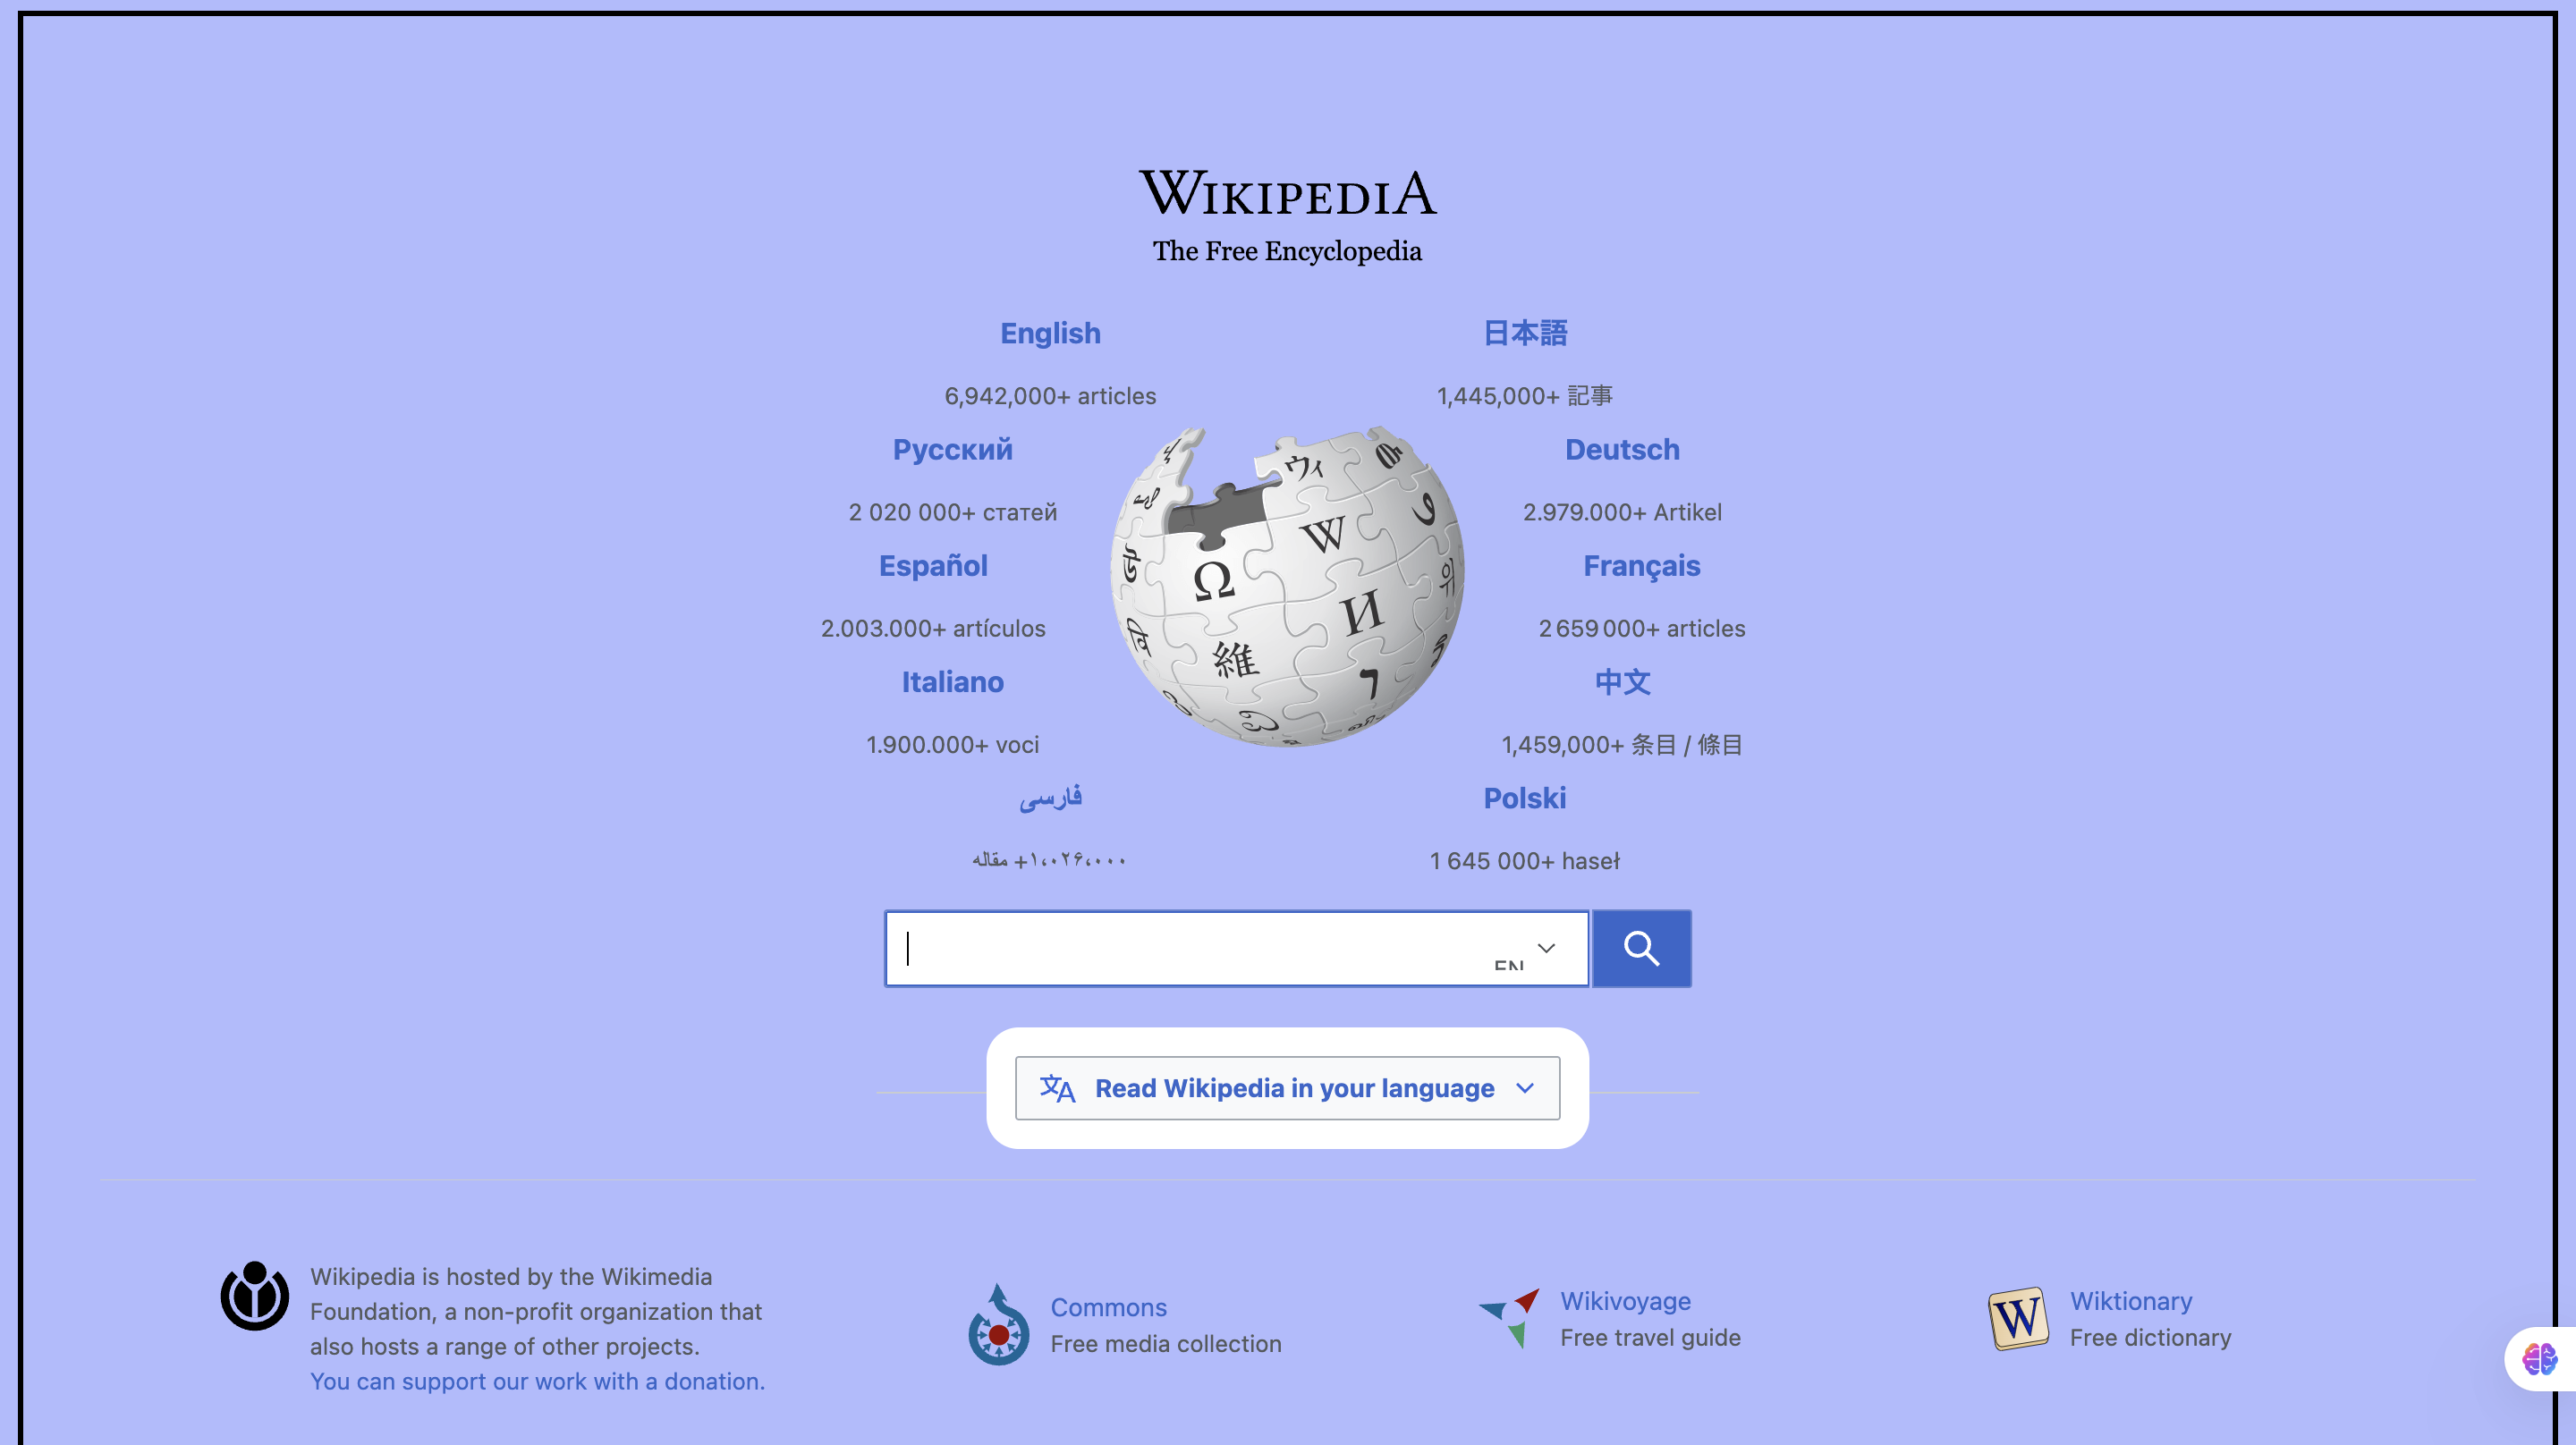 WIKIPEDIA
The Free Encyclopedia
English
6,942,000+ articles
日本語
1,445,000+ 記事
Русский
2 020 000+ статей
Deutsch
2.979.000+ Artikel
Español
2.003.000+ artículos
Français
2 659 000+ articles
Italiano
1.900.000+ voci
中文
1,459,000+ 条目 / 條目
فارسی
۱،۰۲۶،۰۰۰+ مقاله
Polski
1 645 000+ haseł
Ω
W
И
維
ウィ
EN
Read Wikipedia in your language
Wikipedia is hosted by the Wikimedia
Foundation, a non-profit organization that
also hosts a range of other projects.
You can support our work with a donation.
Commons
Free media collection
Wikivoyage
Free travel guide
W
Wiktionary
Free dictionary